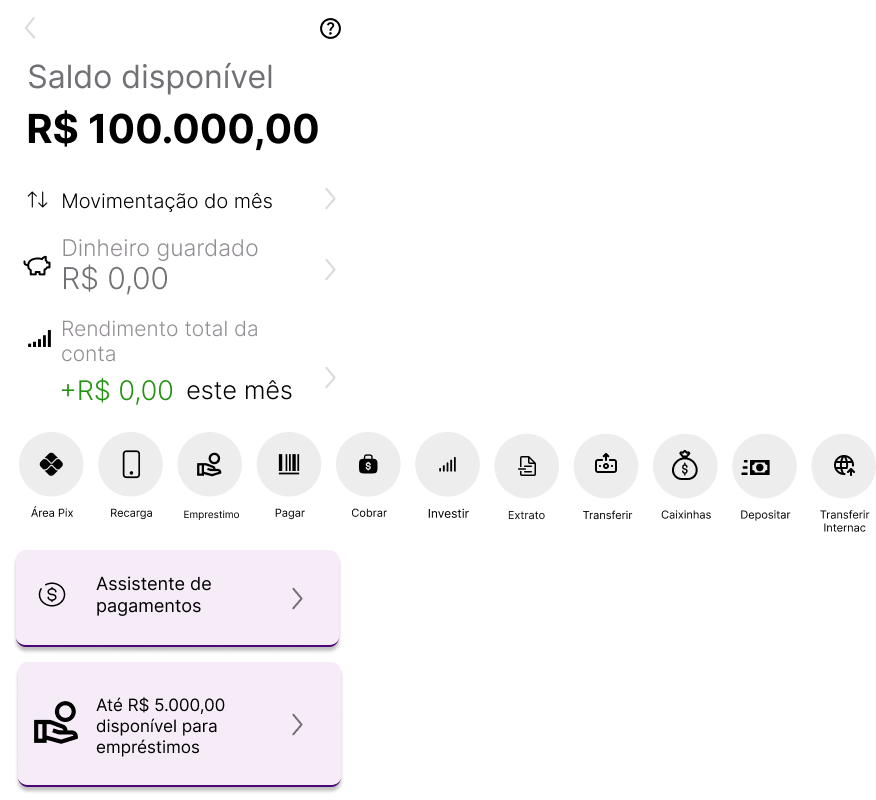 Saldo disponível
R$ 100.000,00
Movimentação do mês
Dinheiro guardado
R$ 0,00
Rendimento total da
conta
+R$ 0,00 este mês
Área Pix
Recarga
Emprestimo
Pagar
Cobrar
Investir
Extrato
Transferir
Caixinhas
Depositar
Transferir
Internac
Assistente de
pagamentos
Até R$ 5.000,00
disponível para
empréstimos